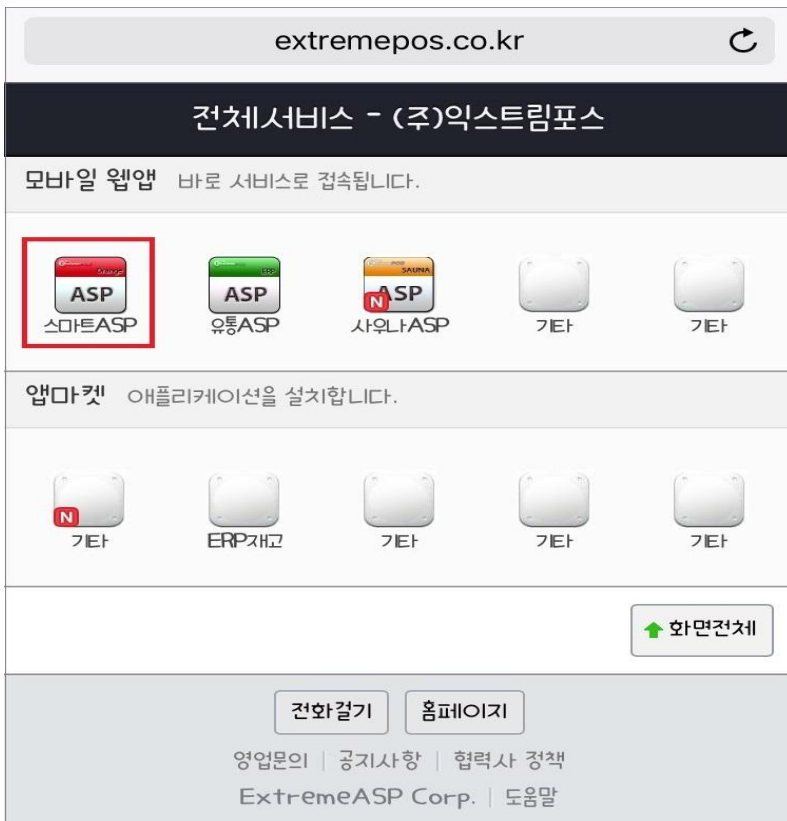 extremepos.co.kr
전체서비스 - (주)익스트림포스
모바일 웹앱 바로 서비스로 접속됩니다.
Orange
ERP
SAUNA
ASP ASP ASP
N
스마트ASP 유통ASP 사우나ASP 기타 기타
앱마켓 애플리케이션을 설치합니다.
N
기타 ERP재고 기타 기타 기타
화면전체
전화걸기 홈페이지
영업문의 | 공지사항 | 협력사 정책
ExtremeASP Corp. | 도움말